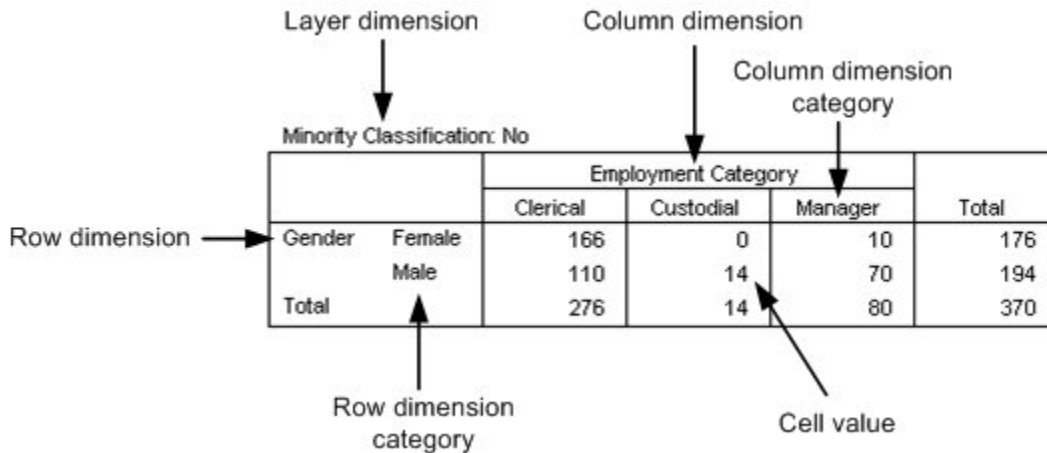 Layer dimension
Column dimension
Column dimension
category
Minority Classification: No
Employment Category
Clerical Custodial Manager Total
Row dimension
Gender Female 166 0 10 176
Male 110 14 70 194
Total 276 14 80 370
Row dimension
category
Cell value